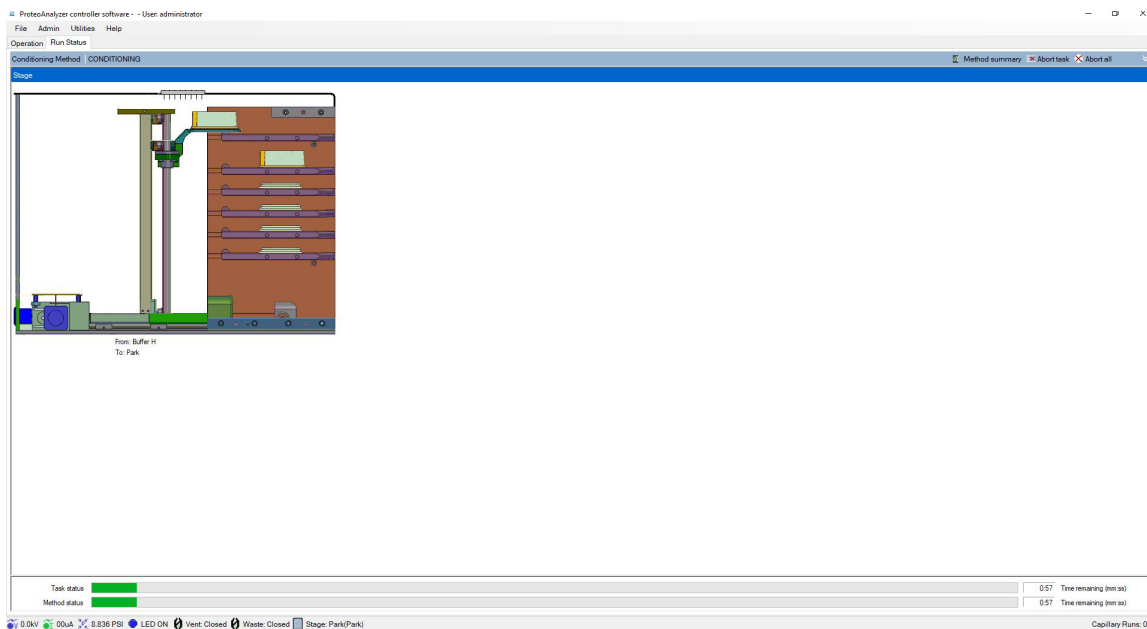 ProteoAnalyzer controller software - - User: administrator
File Admin Utilities Help
Operation Run Status
Conditioning Method CONDITIONING Method summary Abort task Abort all
Stage
From: Buffer H
To: Park
Task status 0:57 Time remaining (mm:ss)
Method status 0:57 Time remaining (mm:ss)
0.0kV 00uA 8.836 PSI LED ON Vent: Closed Waste: Closed Stage: Park(Park) Capillary Runs: 0